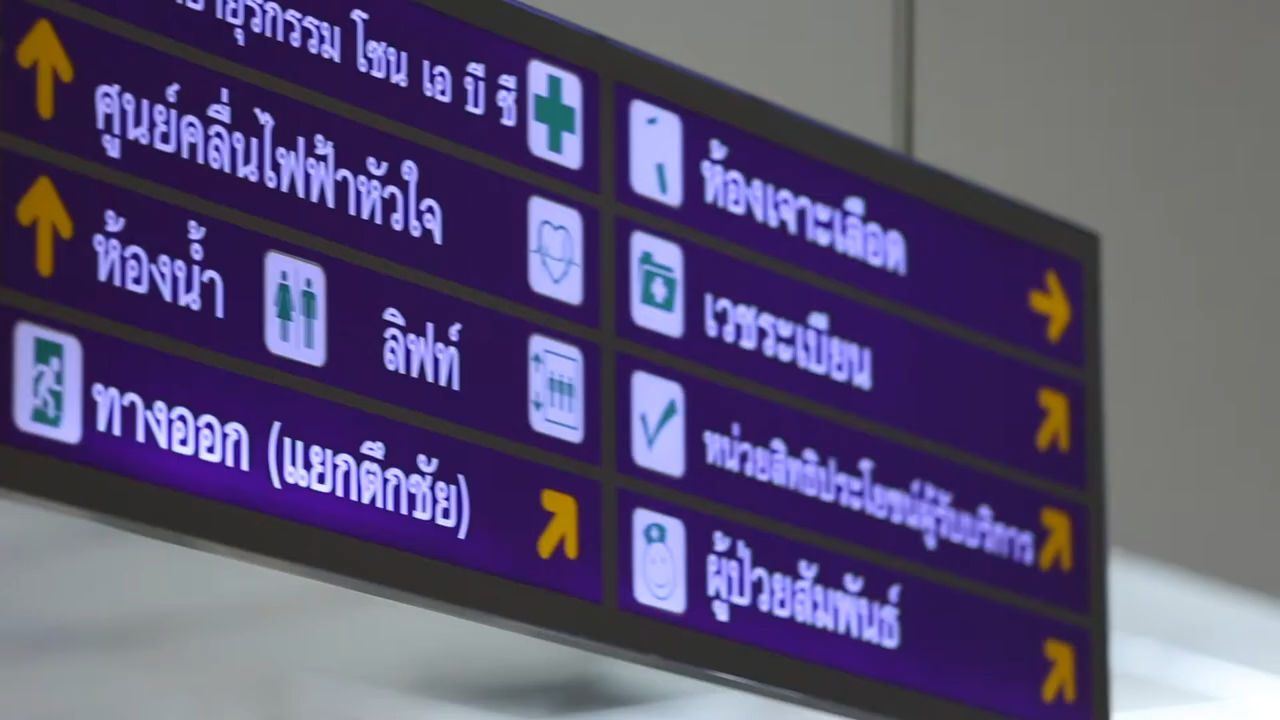 โซน เอ บี ซี
ศูนย์คลื่นไฟฟ้าหัวใจ
ห้องน้ำ ลิฟท์
ทางออก (แยกตึกชัย)
ห้องเจาะเลือด
เวชระเบียน
หน่วยสิทธิประโยชน์ผู้รับบริการ
ผู้ป่วยสัมพันธ์